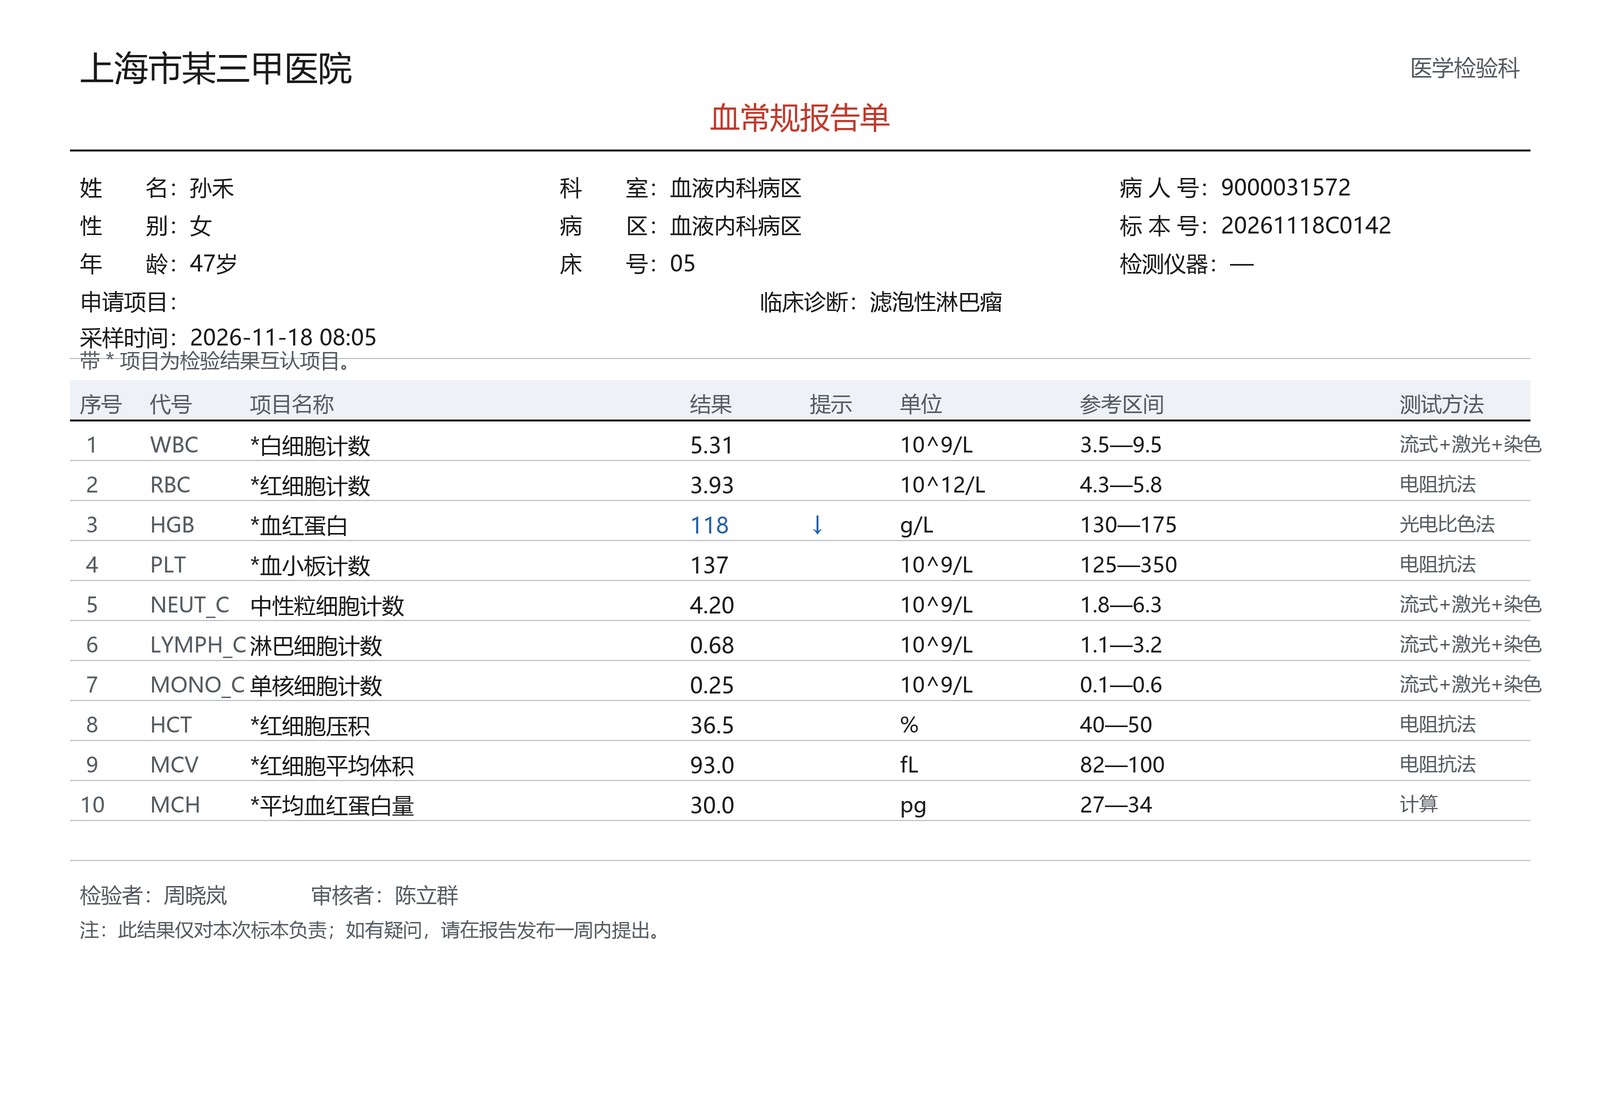 上海市某三甲医院 医学检验科
血常规报告单
姓 名：孙禾 科 室：血液内科病区 病 人 号：9000031572
性 别：女 病 区：血液内科病区 标 本 号：20261118C0142
年 龄：47岁 床 号：05 检测仪器：—
申请项目： 临床诊断：滤泡性淋巴瘤
采样时间：2026-11-18 08:05
带 * 项目为检验结果互认项目。
序号 代号 项目名称 结果 提示 单位 参考区间 测试方法
1 WBC *白细胞计数 5.31 10^9/L 3.5—9.5 流式+激光+染色
2 RBC *红细胞计数 3.93 10^12/L 4.3—5.8 电阻抗法
3 HGB *血红蛋白 118 ↓ g/L 130—175 光电比色法
4 PLT *血小板计数 137 10^9/L 125—350 电阻抗法
5 NEUT_C 中性粒细胞计数 4.20 10^9/L 1.8—6.3 流式+激光+染色
6 LYMPH_C 淋巴细胞计数 0.68 10^9/L 1.1—3.2 流式+激光+染色
7 MONO_C 单核细胞计数 0.25 10^9/L 0.1—0.6 流式+激光+染色
8 HCT *红细胞压积 36.5 % 40—50 电阻抗法
9 MCV *红细胞平均体积 93.0 fL 82—100 电阻抗法
10 MCH *平均血红蛋白量 30.0 pg 27—34 计算
检验者：周晓岚 审核者：陈立群
注：此结果仅对本次标本负责；如有疑问，请在报告发布一周内提出。